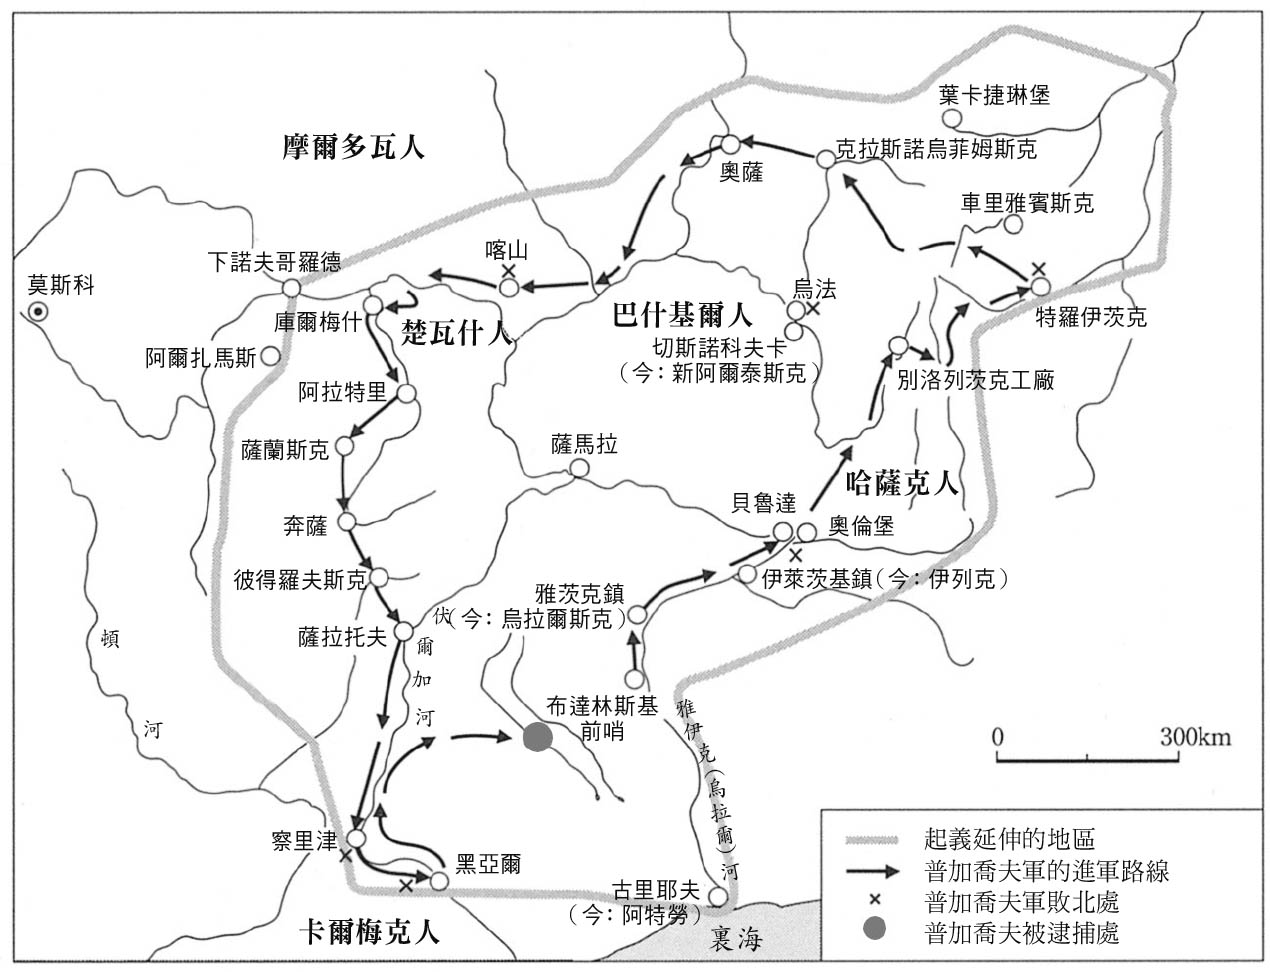 葉卡捷琳堡
摩爾多瓦人
克拉斯諾烏菲姆斯克
奧薩
車里雅賓斯克
喀山
下諾夫哥羅德
莫斯科
烏法
巴什基爾人
特羅伊茨克
庫爾梅什
楚瓦什人
切斯諾科夫卡
(今：新阿爾泰斯克)
阿爾扎馬斯
別洛列茨克工廠
阿拉特里
薩蘭斯克
薩馬拉
哈薩克人
貝魯達
奧倫堡
奔薩
彼得羅夫斯克
伊萊茨基鎮(今：伊列克)
雅茨克鎮
(今：烏拉爾斯克)
薩拉托夫
伏爾加河
頓河
布達林斯基
前哨
雅伊克(烏拉爾)河
0 300km
察里津
黑亞爾
古里耶夫
(今：阿特勞)
卡爾梅克人
裏海
起義延伸的地區
普加喬夫軍的進軍路線
普加喬夫軍敗北處
普加喬夫被逮捕處